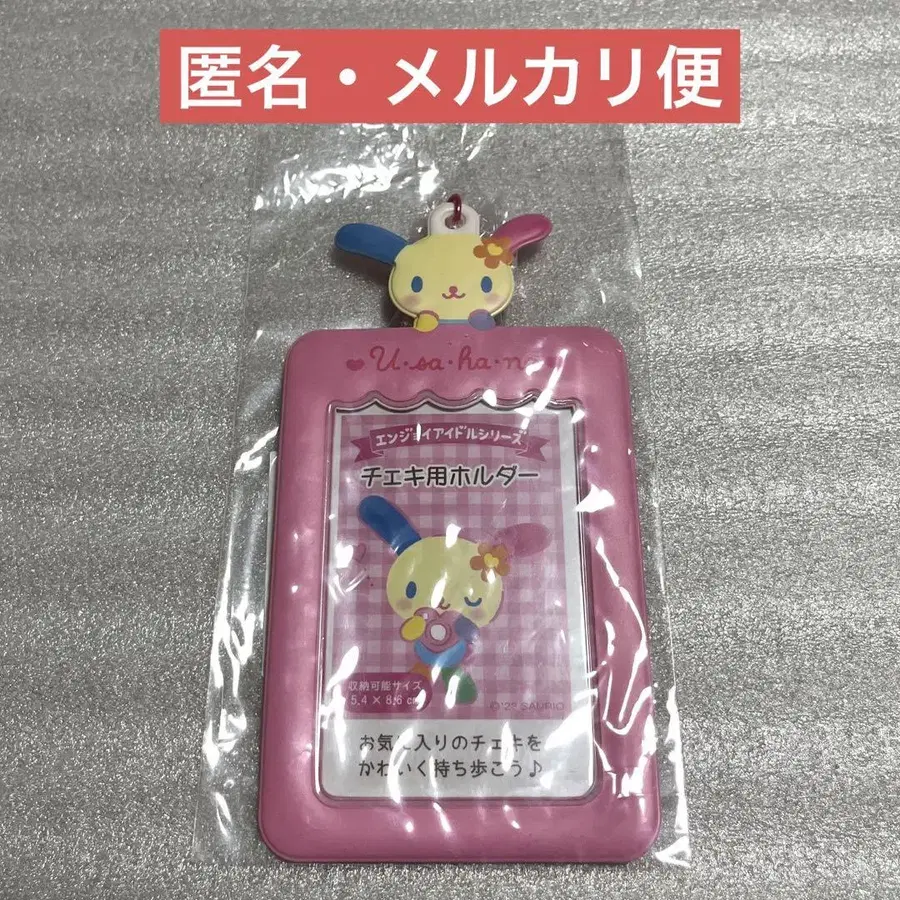 匿名・メルカリ便
U・sa・ha・na
エンジョイアイドルシリーズ
チェキ用ホルダー
収納可能サイズ
5.4 × 8.6 cm
©'22 SANRIO
お気に入りのチェキを
かわいく持ち歩こう♪